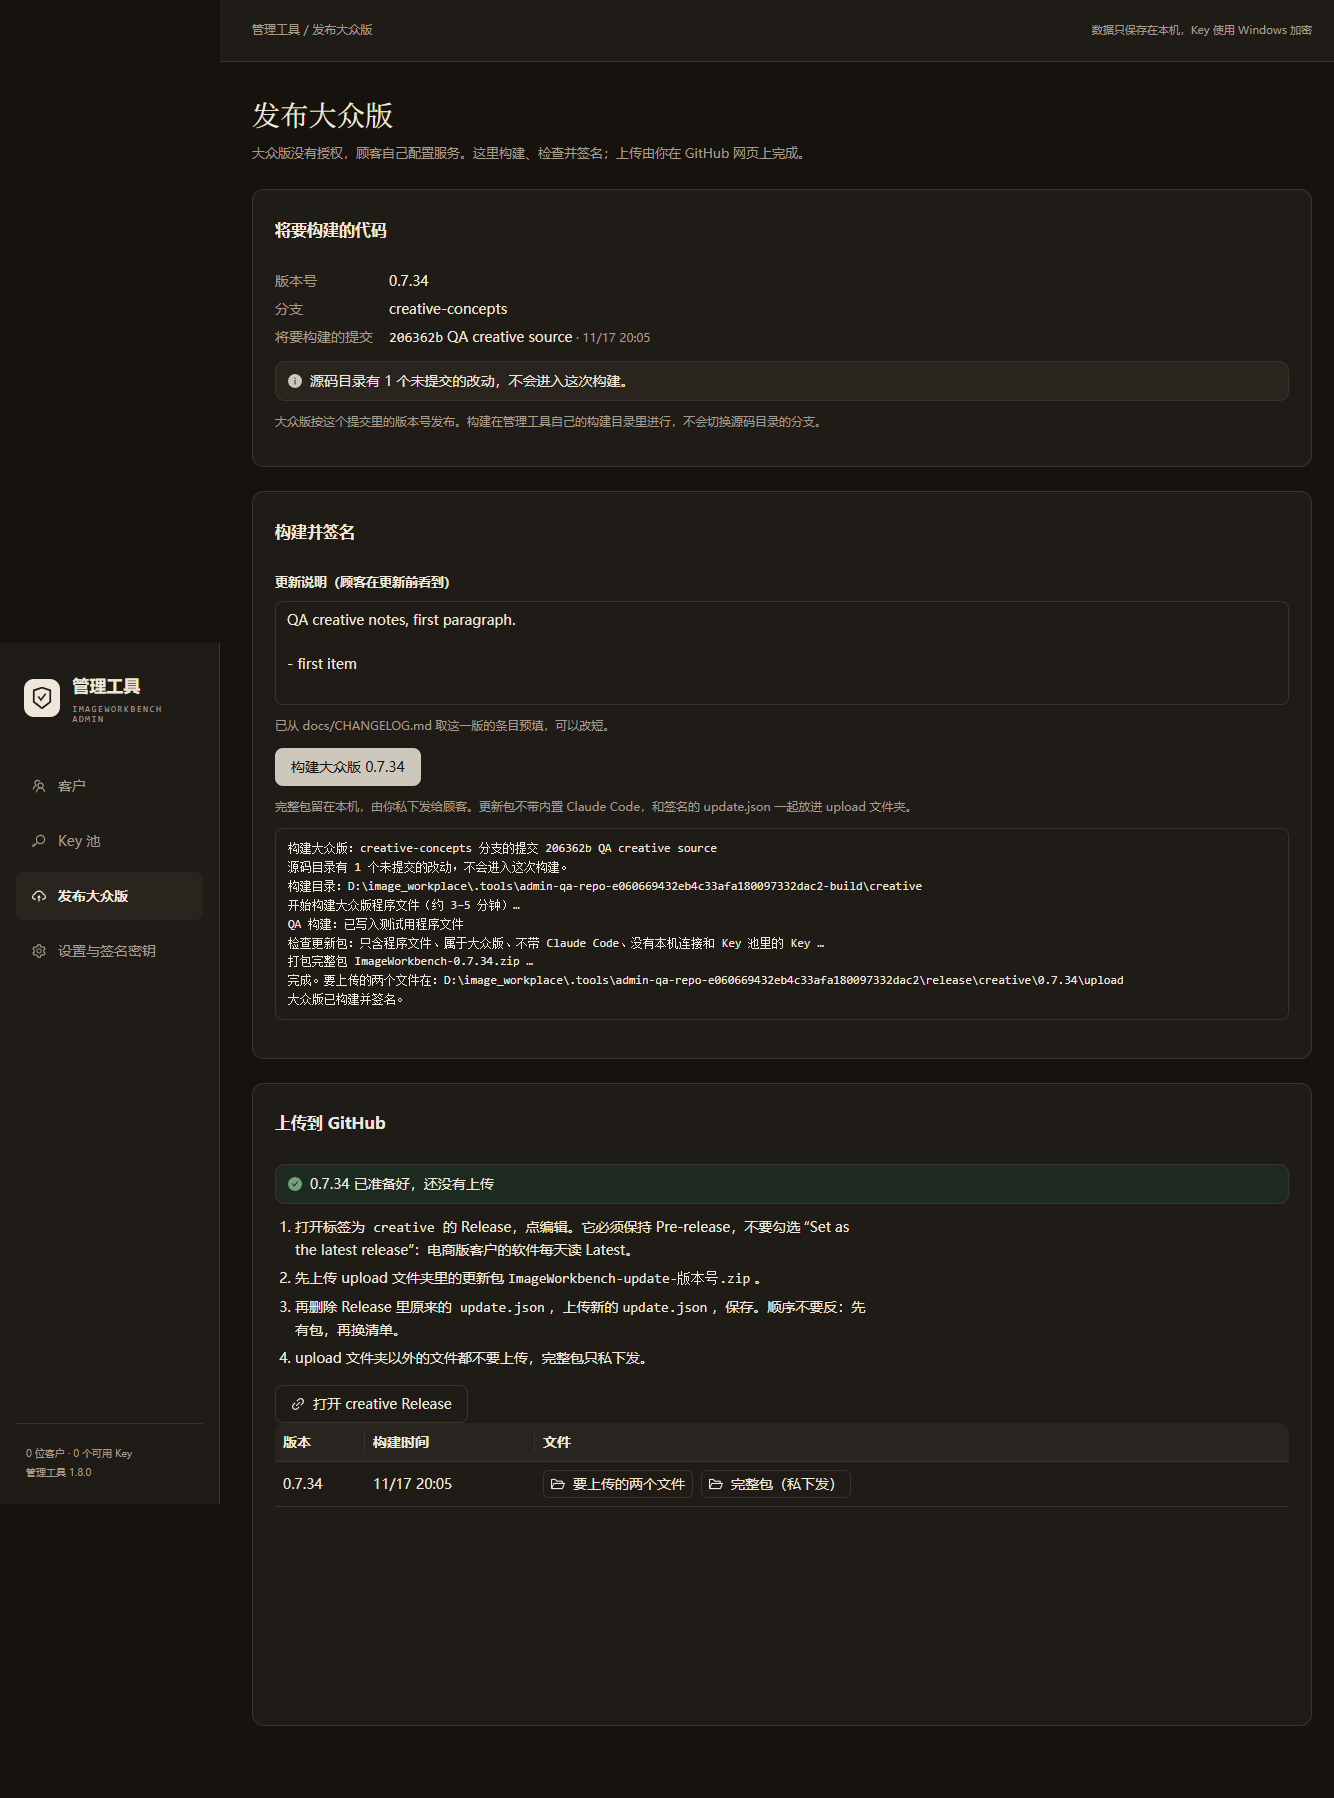 管理工具 / 发布大众版
数据只保存在本机，Key 使用 Windows 加密
发布大众版
大众版没有授权，顾客自己配置服务。这里构建、检查并签名；上传由你在 GitHub 网页上完成。
将要构建的代码
版本号 0.7.34
分支 creative-concepts
将要构建的提交 206362b QA creative source · 11/17 20:05
源码目录有 1 个未提交的改动，不会进入这次构建。
大众版按这个提交里的版本号发布。构建在管理工具自己的构建目录里进行，不会切换源码目录的分支。
构建并签名
更新说明（顾客在更新前看到）
QA creative notes, first paragraph.
- first item
已从 docs/CHANGELOG.md 取这一版的条目预填，可以改短。
构建大众版 0.7.34
完整包留在本机，由你私下发给顾客。更新包不带内置 Claude Code，和签名的 update.json 一起放进 upload 文件夹。
构建大众版：creative-concepts 分支的提交 206362b QA creative source
源码目录有 1 个未提交的改动，不会进入这次构建。
构建目录：D:\image_workplace\.tools\admin-qa-repo-e060669432eb4c33afa180097332dac2-build\creative
开始构建大众版程序文件（约 3–5 分钟）…
QA 构建：已写入测试用程序文件
检查更新包：只含程序文件、属于大众版、不带 Claude Code、没有本机连接和 Key 池里的 Key …
打包完整包 ImageWorkbench-0.7.34.zip …
完成。要上传的两个文件在：D:\image_workplace\.tools\admin-qa-repo-e060669432eb4c33afa180097332dac2\release\creative\0.7.34\upload
大众版已构建并签名。
管理工具
IMAGEWORKBENCH
ADMIN
客户
Key 池
发布大众版
设置与签名密钥
0 位客户 · 0 个可用 Key
管理工具 1.8.0
上传到 GitHub
0.7.34 已准备好，还没有上传
1. 打开标签为 creative 的 Release，点编辑。它必须保持 Pre-release，不要勾选 “Set as
the latest release”：电商版客户的软件每天读 Latest。
2. 先上传 upload 文件夹里的更新包 ImageWorkbench-update-版本号.zip 。
3. 再删除 Release 里原来的 update.json ，上传新的 update.json ，保存。顺序不要反：先
有包，再换清单。
4. upload 文件夹以外的文件都不要上传，完整包只私下发。
打开 creative Release
版本 构建时间 文件
0.7.34 11/17 20:05 要上传的两个文件 完整包（私下发）